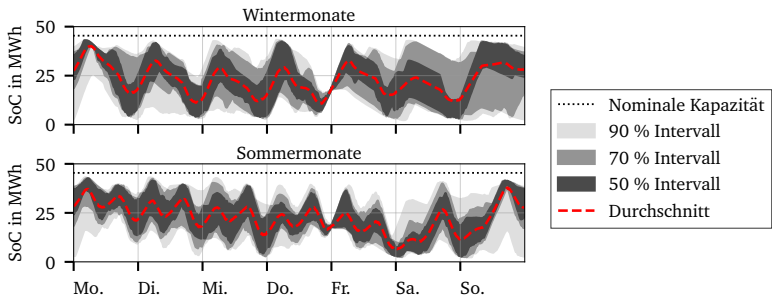 Wintermonate
50
25
0
SoC in MWh
Sommermonate
50
25
0
SoC in MWh
Mo. Di. Mi. Do. Fr. Sa. So.
Nominale Kapazität
90 % Intervall
70 % Intervall
50 % Intervall
Durchschnitt